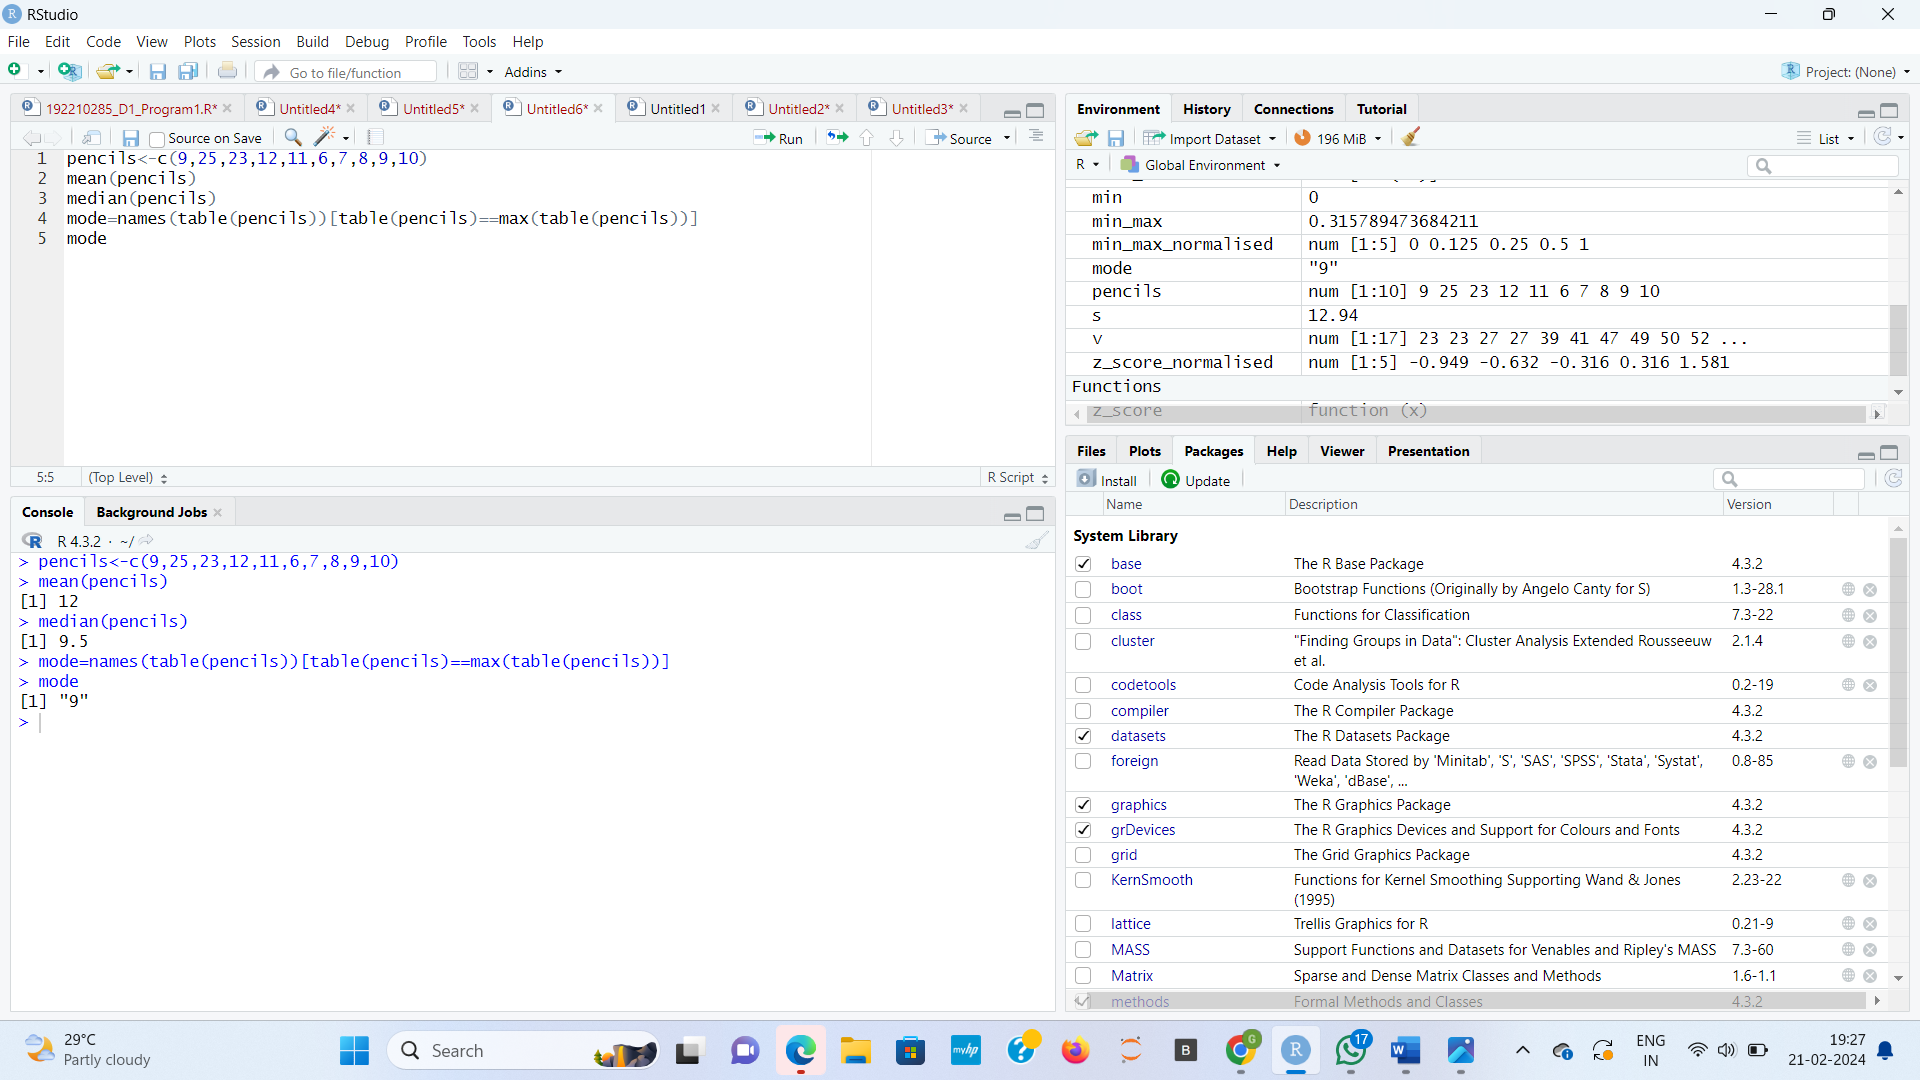 RStudio
File Edit Code View Plots Session Build Debug Profile Tools Help
Go to file/function Addins Project: (None)
192210285_D1_Program1.R* Untitled4* Untitled5* Untitled6* Untitled1 Untitled2* Untitled3*
Source on Save Run Source
1 pencils<-c(9,25,23,12,11,6,7,8,9,10)
2 mean(pencils)
3 median(pencils)
4 mode=names(table(pencils))[table(pencils)==max(table(pencils))]
5 mode
5:5 (Top Level) R Script
Console Background Jobs
R 4.3.2 · ~/
> pencils<-c(9,25,23,12,11,6,7,8,9,10)
> mean(pencils)
[1] 12
> median(pencils)
[1] 9.5
> mode=names(table(pencils))[table(pencils)==max(table(pencils))]
> mode
[1] "9"
>
Environment History Connections Tutorial
Import Dataset 196 MiB List
R Global Environment
min 0
min_max 0.315789473684211
min_max_normalised num [1:5] 0 0.125 0.25 0.5 1
mode "9"
pencils num [1:10] 9 25 23 12 11 6 7 8 9 10
s 12.94
v num [1:17] 23 23 27 27 39 41 47 49 50 52 ...
z_score_normalised num [1:5] -0.949 -0.632 -0.316 0.316 1.581
Functions
z_score function (x)
Files Plots Packages Help Viewer Presentation
Install Update
Name Description Version
System Library
base The R Base Package 4.3.2
boot Bootstrap Functions (Originally by Angelo Canty for S) 1.3-28.1
class Functions for Classification 7.3-22
cluster "Finding Groups in Data": Cluster Analysis Extended Rousseeuw 2.1.4
et al.
codetools Code Analysis Tools for R 0.2-19
compiler The R Compiler Package 4.3.2
datasets The R Datasets Package 4.3.2
foreign Read Data Stored by 'Minitab', 'S', 'SAS', 'SPSS', 'Stata', 'Systat', 0.8-85
'Weka', 'dBase', ...
graphics The R Graphics Package 4.3.2
grDevices The R Graphics Devices and Support for Colours and Fonts 4.3.2
grid The Grid Graphics Package 4.3.2
KernSmooth Functions for Kernel Smoothing Supporting Wand & Jones 2.23-22
(1995)
lattice Trellis Graphics for R 0.21-9
MASS Support Functions and Datasets for Venables and Ripley's MASS 7.3-60
Matrix Sparse and Dense Matrix Classes and Methods 1.6-1.1
methods Formal Methods and Classes 4.3.2
29°C
Partly cloudy
Search myhp B G R 17 W
ENG
IN
19:27
21-02-2024